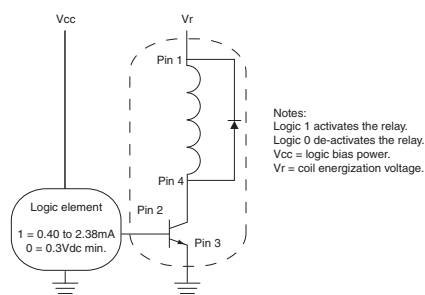 Vcc
Vr
Pin 1
Notes:
Logic 1 activates the relay.
Logic 0 de-activates the relay.
Vcc = logic bias power.
Vr = coil energization voltage.
Pin 4
Logic element
1 = 0.40 to 2.38mA
0 = 0.3Vdc min.
Pin 2
Pin 3